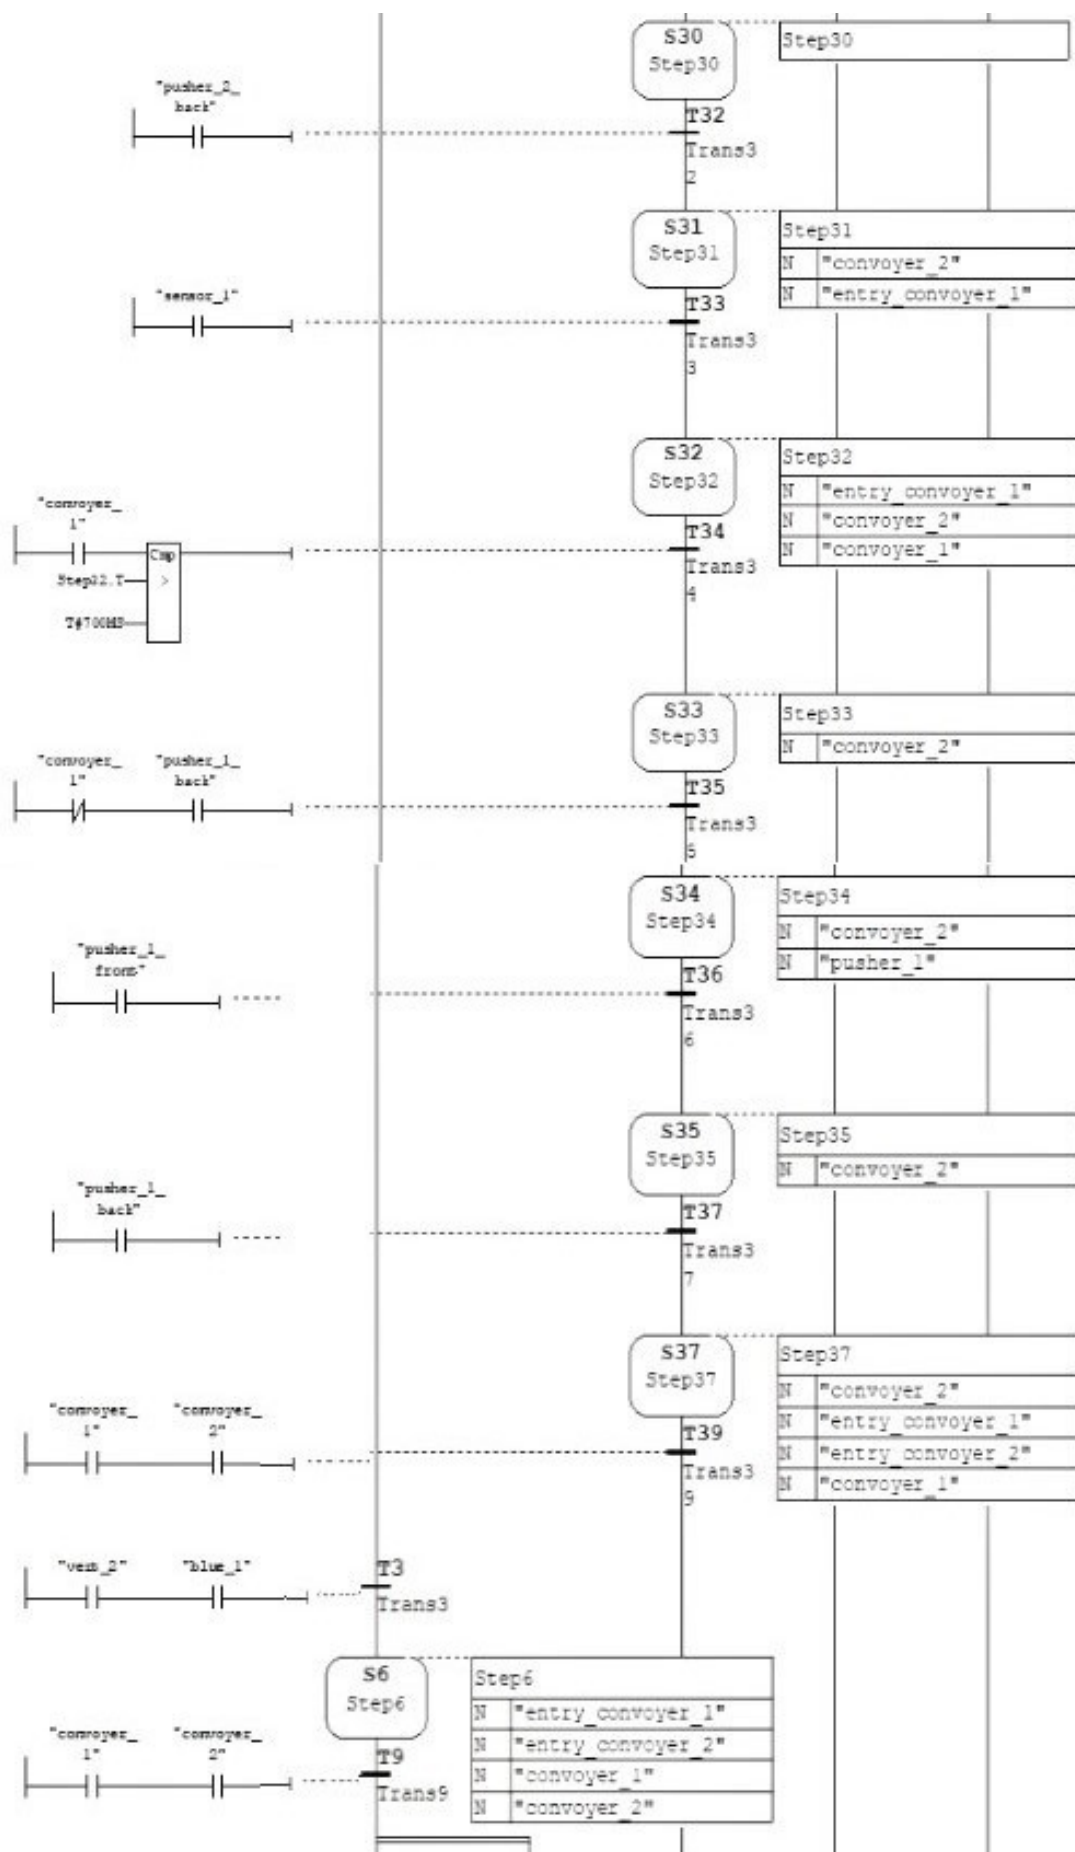 S30
Step30
Step30
"pusher_2_
back"
T32
Trans3
2
S31
Step31
Step31
N "convoyer_2"
N "entry_convoyer_1"
"sensor_1"
T33
Trans3
3
S32
Step32
Step32
N "entry_convoyer_1"
N "convoyer_2"
N "convoyer_1"
"convoyer_
1"
Cmp
>
Step32.T
T#700MS
T34
Trans3
4
S33
Step33
Step33
N "convoyer_2"
"convoyer_
1"
"pusher_1_
back"
T35
Trans3
5
S34
Step34
Step34
N "convoyer_2"
N "pusher_1"
"pusher_1_
front"
T36
Trans3
6
S35
Step35
Step35
N "convoyer_2"
"pusher_1_
back"
T37
Trans3
7
S37
Step37
Step37
N "convoyer_2"
N "entry_convoyer_1"
N "entry_convoyer_2"
N "convoyer_1"
"convoyer_
1"
"convoyer_
2"
T39
Trans3
9
"vert_2"
"blue_1"
T3
Trans3
S6
Step6
Step6
N "entry_convoyer_1"
N "entry_convoyer_2"
N "convoyer_1"
N "convoyer_2"
"convoyer_
1"
"convoyer_
2"
T9
Trans9